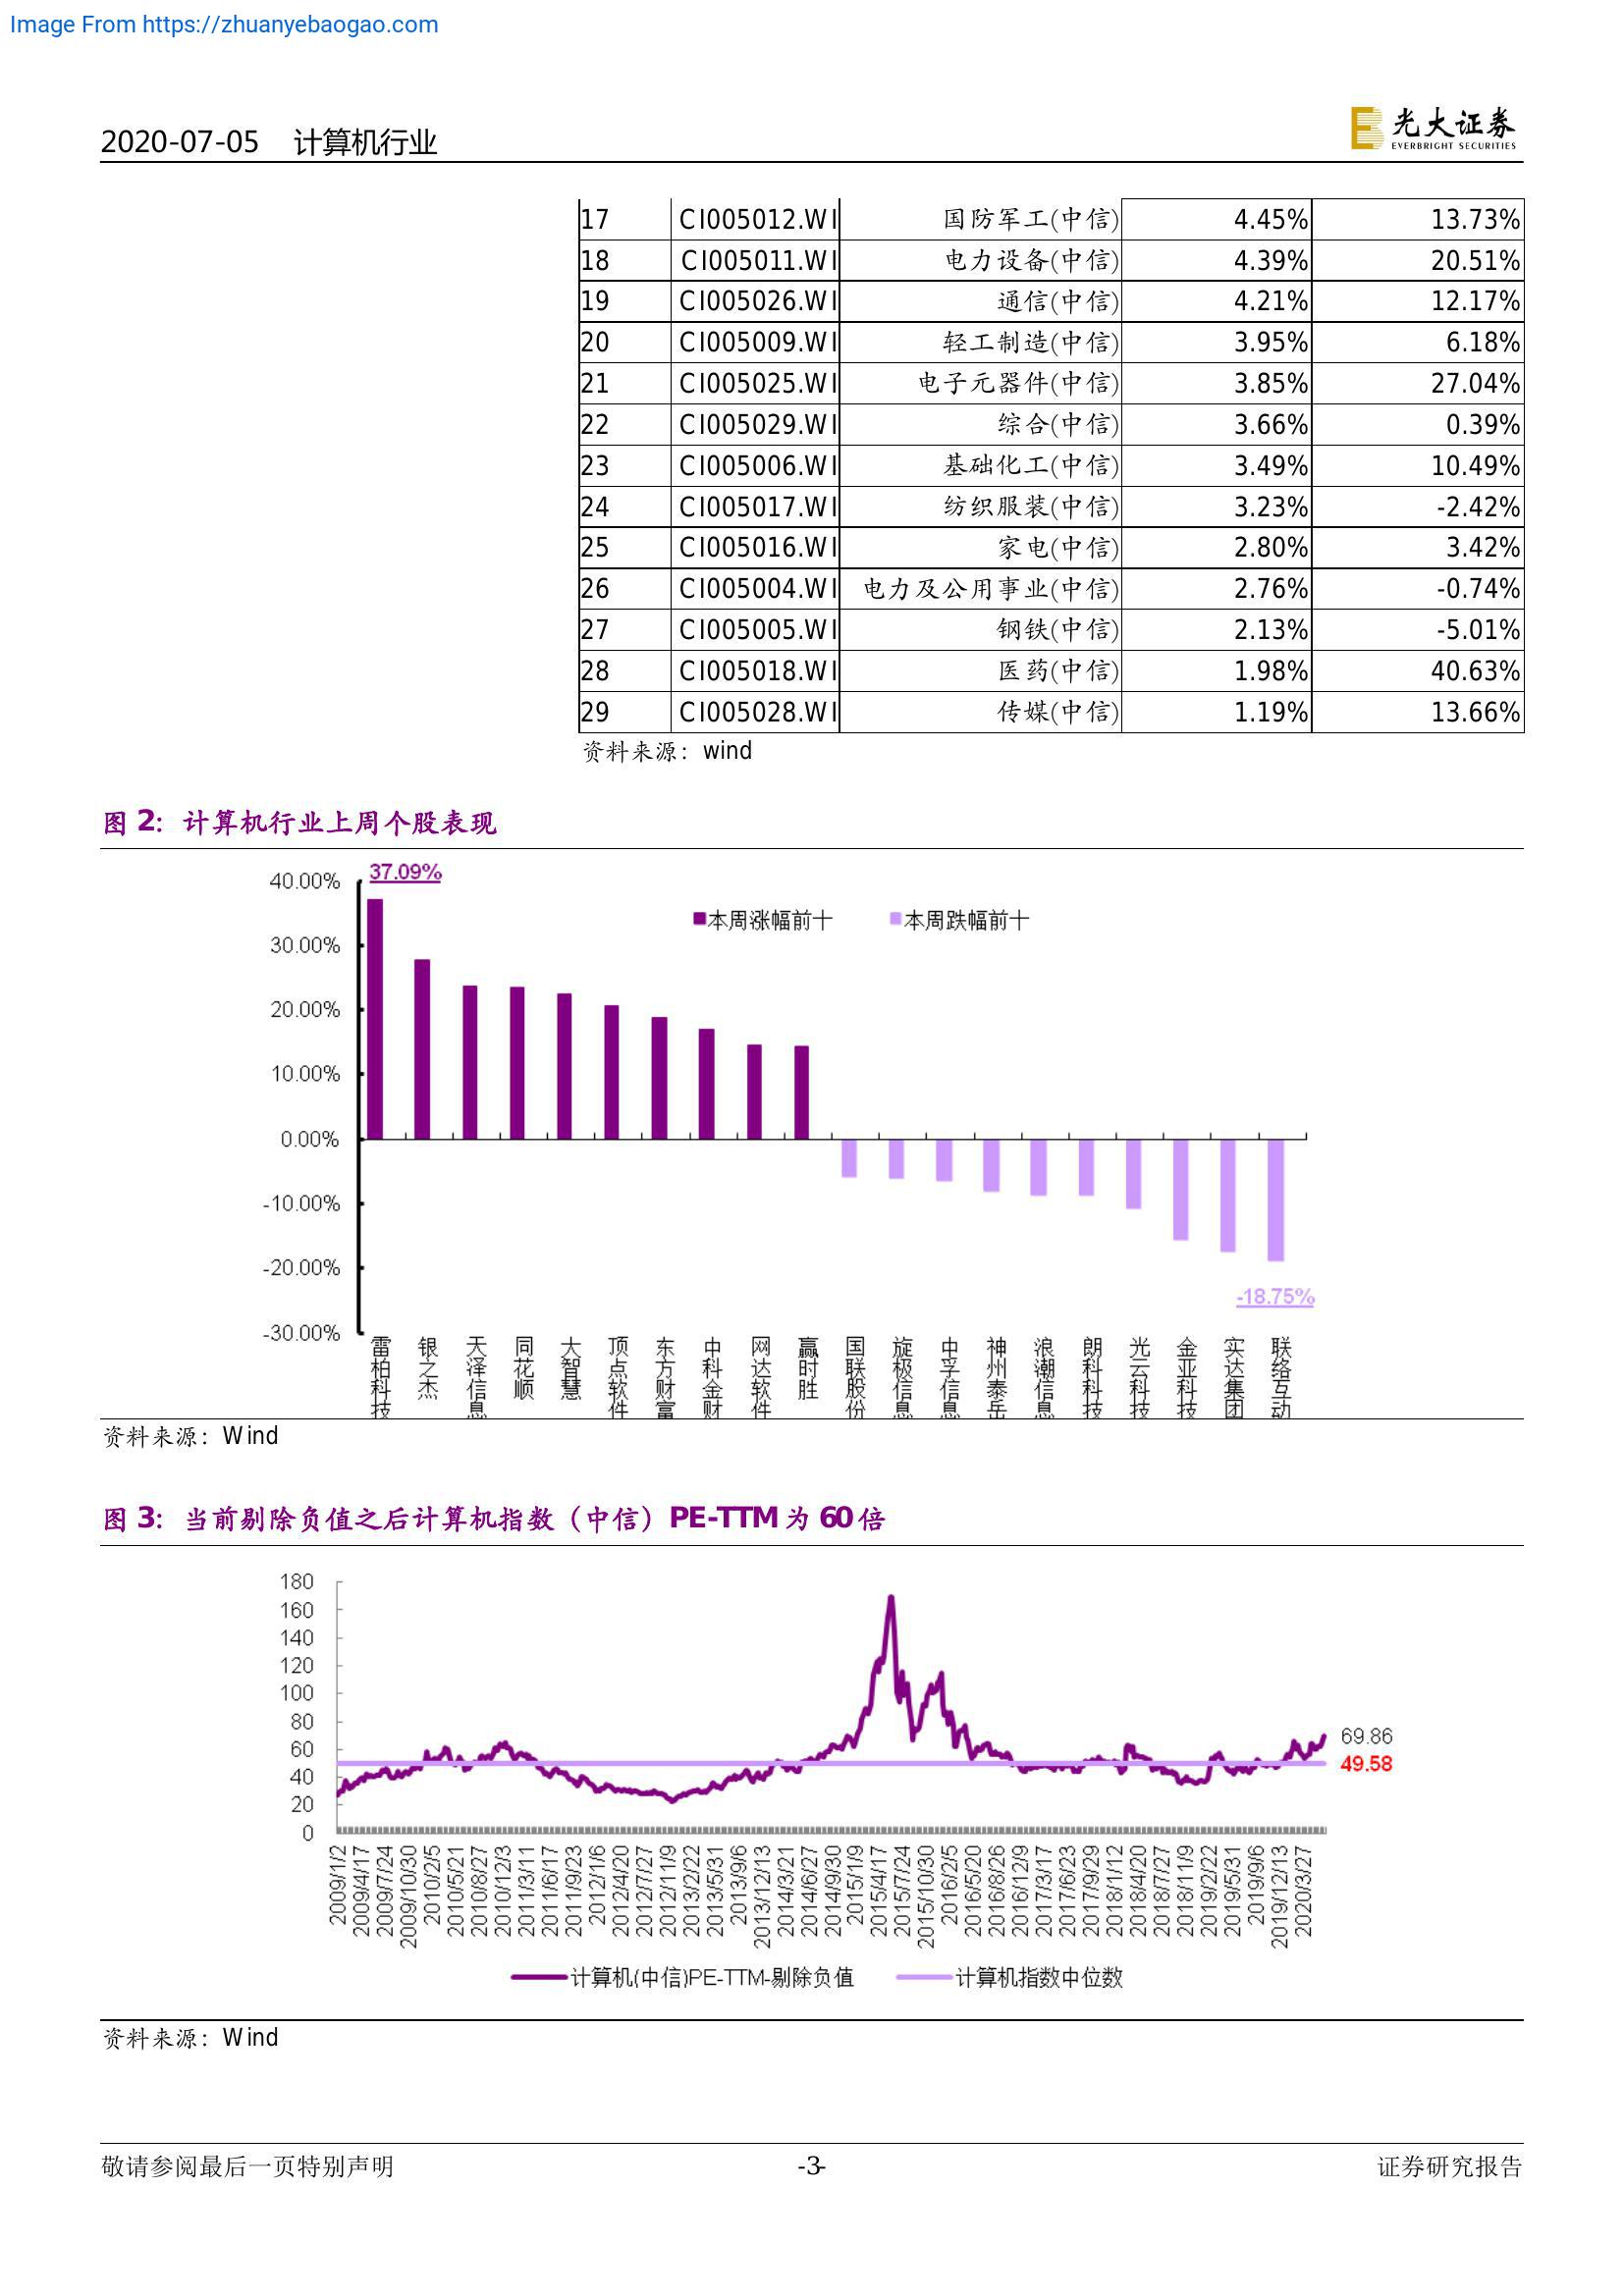 Image From https://zhuanyebaogao.com
2020-07-05 计算机行业
光大证券
EVERBRIGHT SECURITIES
17 CI005012.WI 国防军工(中信) 4.45% 13.73%
18 CI005011.WI 电力设备(中信) 4.39% 20.51%
19 CI005026.WI 通信(中信) 4.21% 12.17%
20 CI005009.WI 轻工制造(中信) 3.95% 6.18%
21 CI005025.WI 电子元器件(中信) 3.85% 27.04%
22 CI005029.WI 综合(中信) 3.66% 0.39%
23 CI005006.WI 基础化工(中信) 3.49% 10.49%
24 CI005017.WI 纺织服装(中信) 3.23% -2.42%
25 CI005016.WI 家电(中信) 2.80% 3.42%
26 CI005004.WI 电力及公用事业(中信) 2.76% -0.74%
27 CI005005.WI 钢铁(中信) 2.13% -5.01%
28 CI005018.WI 医药(中信) 1.98% 40.63%
29 CI005028.WI 传媒(中信) 1.19% 13.66%
资料来源：wind
图 2：计算机行业上周个股表现
37.09%
40.00%
30.00%
20.00%
10.00%
0.00%
-10.00%
-20.00%
-30.00%
本周涨幅前十 本周跌幅前十
-18.75%
雷柏科技
银之杰
天泽信息
同花顺
大智慧
顶点软件
东方财富
中科金财
网达软件
赢时胜
国联股份
旋极信息
中孚信息
神州泰岳
浪潮信息
朗科科技
光云科技
金亚科技
实达集团
联络互动
资料来源：Wind
图 3：当前剔除负值之后计算机指数（中信）PE-TTM 为 60 倍
180
160
140
120
100
80
60
40
20
0
69.86
49.58
2009/1/2
2009/4/17
2009/7/24
2009/10/30
2010/2/5
2010/5/21
2010/8/27
2010/12/3
2011/3/11
2011/6/17
2011/9/23
2012/1/6
2012/4/20
2012/7/27
2012/11/9
2013/2/22
2013/5/31
2013/9/6
2013/12/13
2014/3/21
2014/6/27
2014/9/30
2015/1/9
2015/4/17
2015/7/24
2015/10/30
2016/2/5
2016/5/20
2016/8/26
2016/12/9
2017/3/17
2017/6/23
2017/9/29
2018/1/12
2018/4/20
2018/7/27
2018/11/9
2019/2/22
2019/5/31
2019/9/6
2019/12/13
2020/3/27
计算机(中信)PE-TTM-剔除负值 计算机指数中位数
资料来源：Wind
敬请参阅最后一页特别声明 -3- 证券研究报告